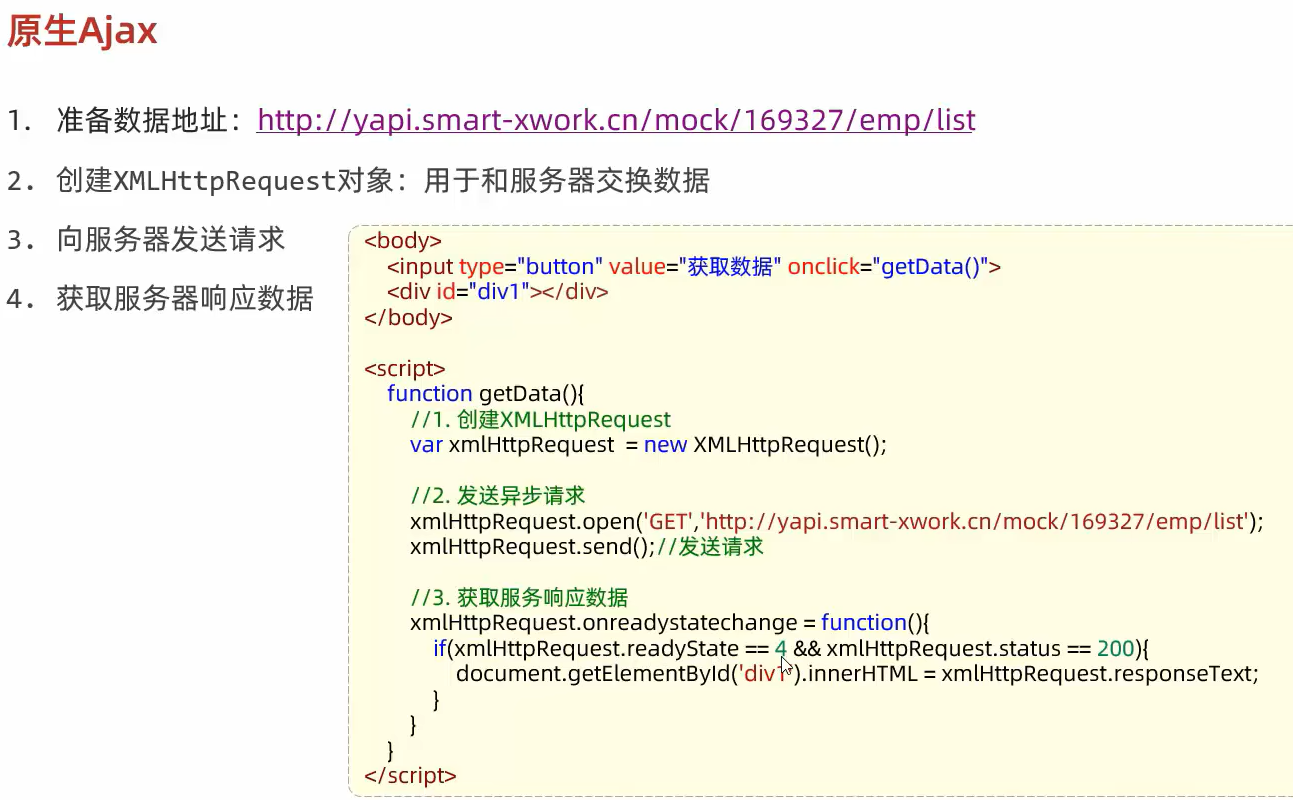 原生Ajax
1. 准备数据地址：http://yapi.smart-xwork.cn/mock/169327/emp/list
2. 创建XMLHttpRequest对象：用于和服务器交换数据
3. 向服务器发送请求
4. 获取服务器响应数据
<body>
<input type="button" value="获取数据" onclick="getData()">
<div id="div1"></div>
</body>
<script>
function getData(){
//1. 创建XMLHttpRequest
var xmlHttpRequest = new XMLHttpRequest();
//2. 发送异步请求
xmlHttpRequest.open('GET','http://yapi.smart-xwork.cn/mock/169327/emp/list');
xmlHttpRequest.send();//发送请求
//3. 获取服务响应数据
xmlHttpRequest.onreadystatechange = function(){
if(xmlHttpRequest.readyState == 4 && xmlHttpRequest.status == 200){
document.getElementById('div1').innerHTML = xmlHttpRequest.responseText;
}
}
}
</script>